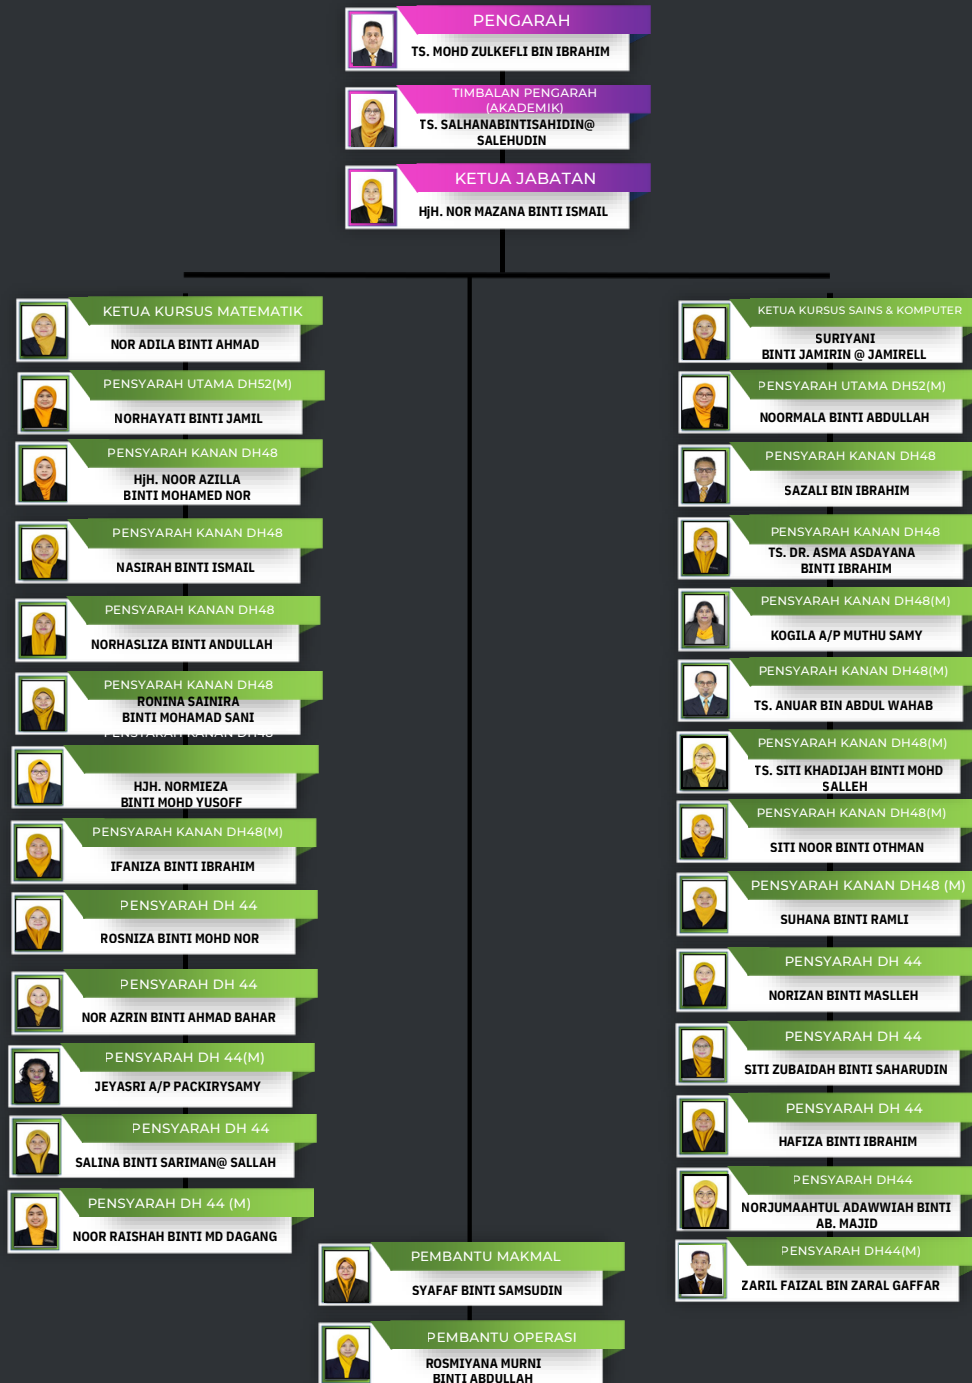 PENGARAH
TS. MOHD ZULKEFLI BIN IBRAHIM
TIMBALAN PENGARAH
(AKADEMIK)
TS. SALHANABINTISAHIDIN@
SALEHUDIN
KETUA JABATAN
HjH. NOR MAZANA BINTI ISMAIL
KETUA KURSUS MATEMATIK
NOR ADILA BINTI AHMAD
PENSYARAH UTAMA DH52(M)
NORHAYATI BINTI JAMIL
PENSYARAH KANAN DH48
HjH. NOOR AZILLA
BINTI MOHAMED NOR
PENSYARAH KANAN DH48
NASIRAH BINTI ISMAIL
PENSYARAH KANAN DH48
NORHASLIZA BINTI ANDULLAH
PENSYARAH KANAN DH48
RONINA SAINIRA
BINTI MOHAMAD SANI
PENSYARAH KANAN DH48
HJH. NORMIEZA
BINTI MOHD YUSOFF
PENSYARAH KANAN DH48(M)
IFANIZA BINTI IBRAHIM
PENSYARAH DH 44
ROSNIZA BINTI MOHD NOR
PENSYARAH DH 44
NOR AZRIN BINTI AHMAD BAHAR
PENSYARAH DH 44(M)
JEYASRI A/P PACKIRYSAMY
PENSYARAH DH 44
SALINA BINTI SARIMAN@ SALLAH
PENSYARAH DH 44 (M)
NOOR RAISHAH BINTI MD DAGANG
KETUA KURSUS SAINS & KOMPUTER
SURIYANI
BINTI JAMIRIN @ JAMIRELL
PENSYARAH UTAMA DH52(M)
NOORMALA BINTI ABDULLAH
PENSYARAH KANAN DH48
SAZALI BIN IBRAHIM
PENSYARAH KANAN DH48
TS. DR. ASMA ASDAYANA
BINTI IBRAHIM
PENSYARAH KANAN DH48(M)
KOGILA A/P MUTHU SAMY
PENSYARAH KANAN DH48(M)
TS. ANUAR BIN ABDUL WAHAB
PENSYARAH KANAN DH48(M)
TS. SITI KHADIJAH BINTI MOHD
SALLEH
PENSYARAH KANAN DH48(M)
SITI NOOR BINTI OTHMAN
PENSYARAH KANAN DH48 (M)
SUHANA BINTI RAMLI
PENSYARAH DH 44
NORIZAN BINTI MASLLEH
PENSYARAH DH 44
SITI ZUBAIDAH BINTI SAHARUDIN
PENSYARAH DH 44
HAFIZA BINTI IBRAHIM
PENSYARAH DH44
NORJUMAAHTUL ADAWWIAH BINTI
AB. MAJID
PENSYARAH DH44(M)
ZARIL FAIZAL BIN ZARAL GAFFAR
PEMBANTU MAKMAL
SYAFAF BINTI SAMSUDIN
PEMBANTU OPERASI
ROSMIYANA MURNI
BINTI ABDULLAH